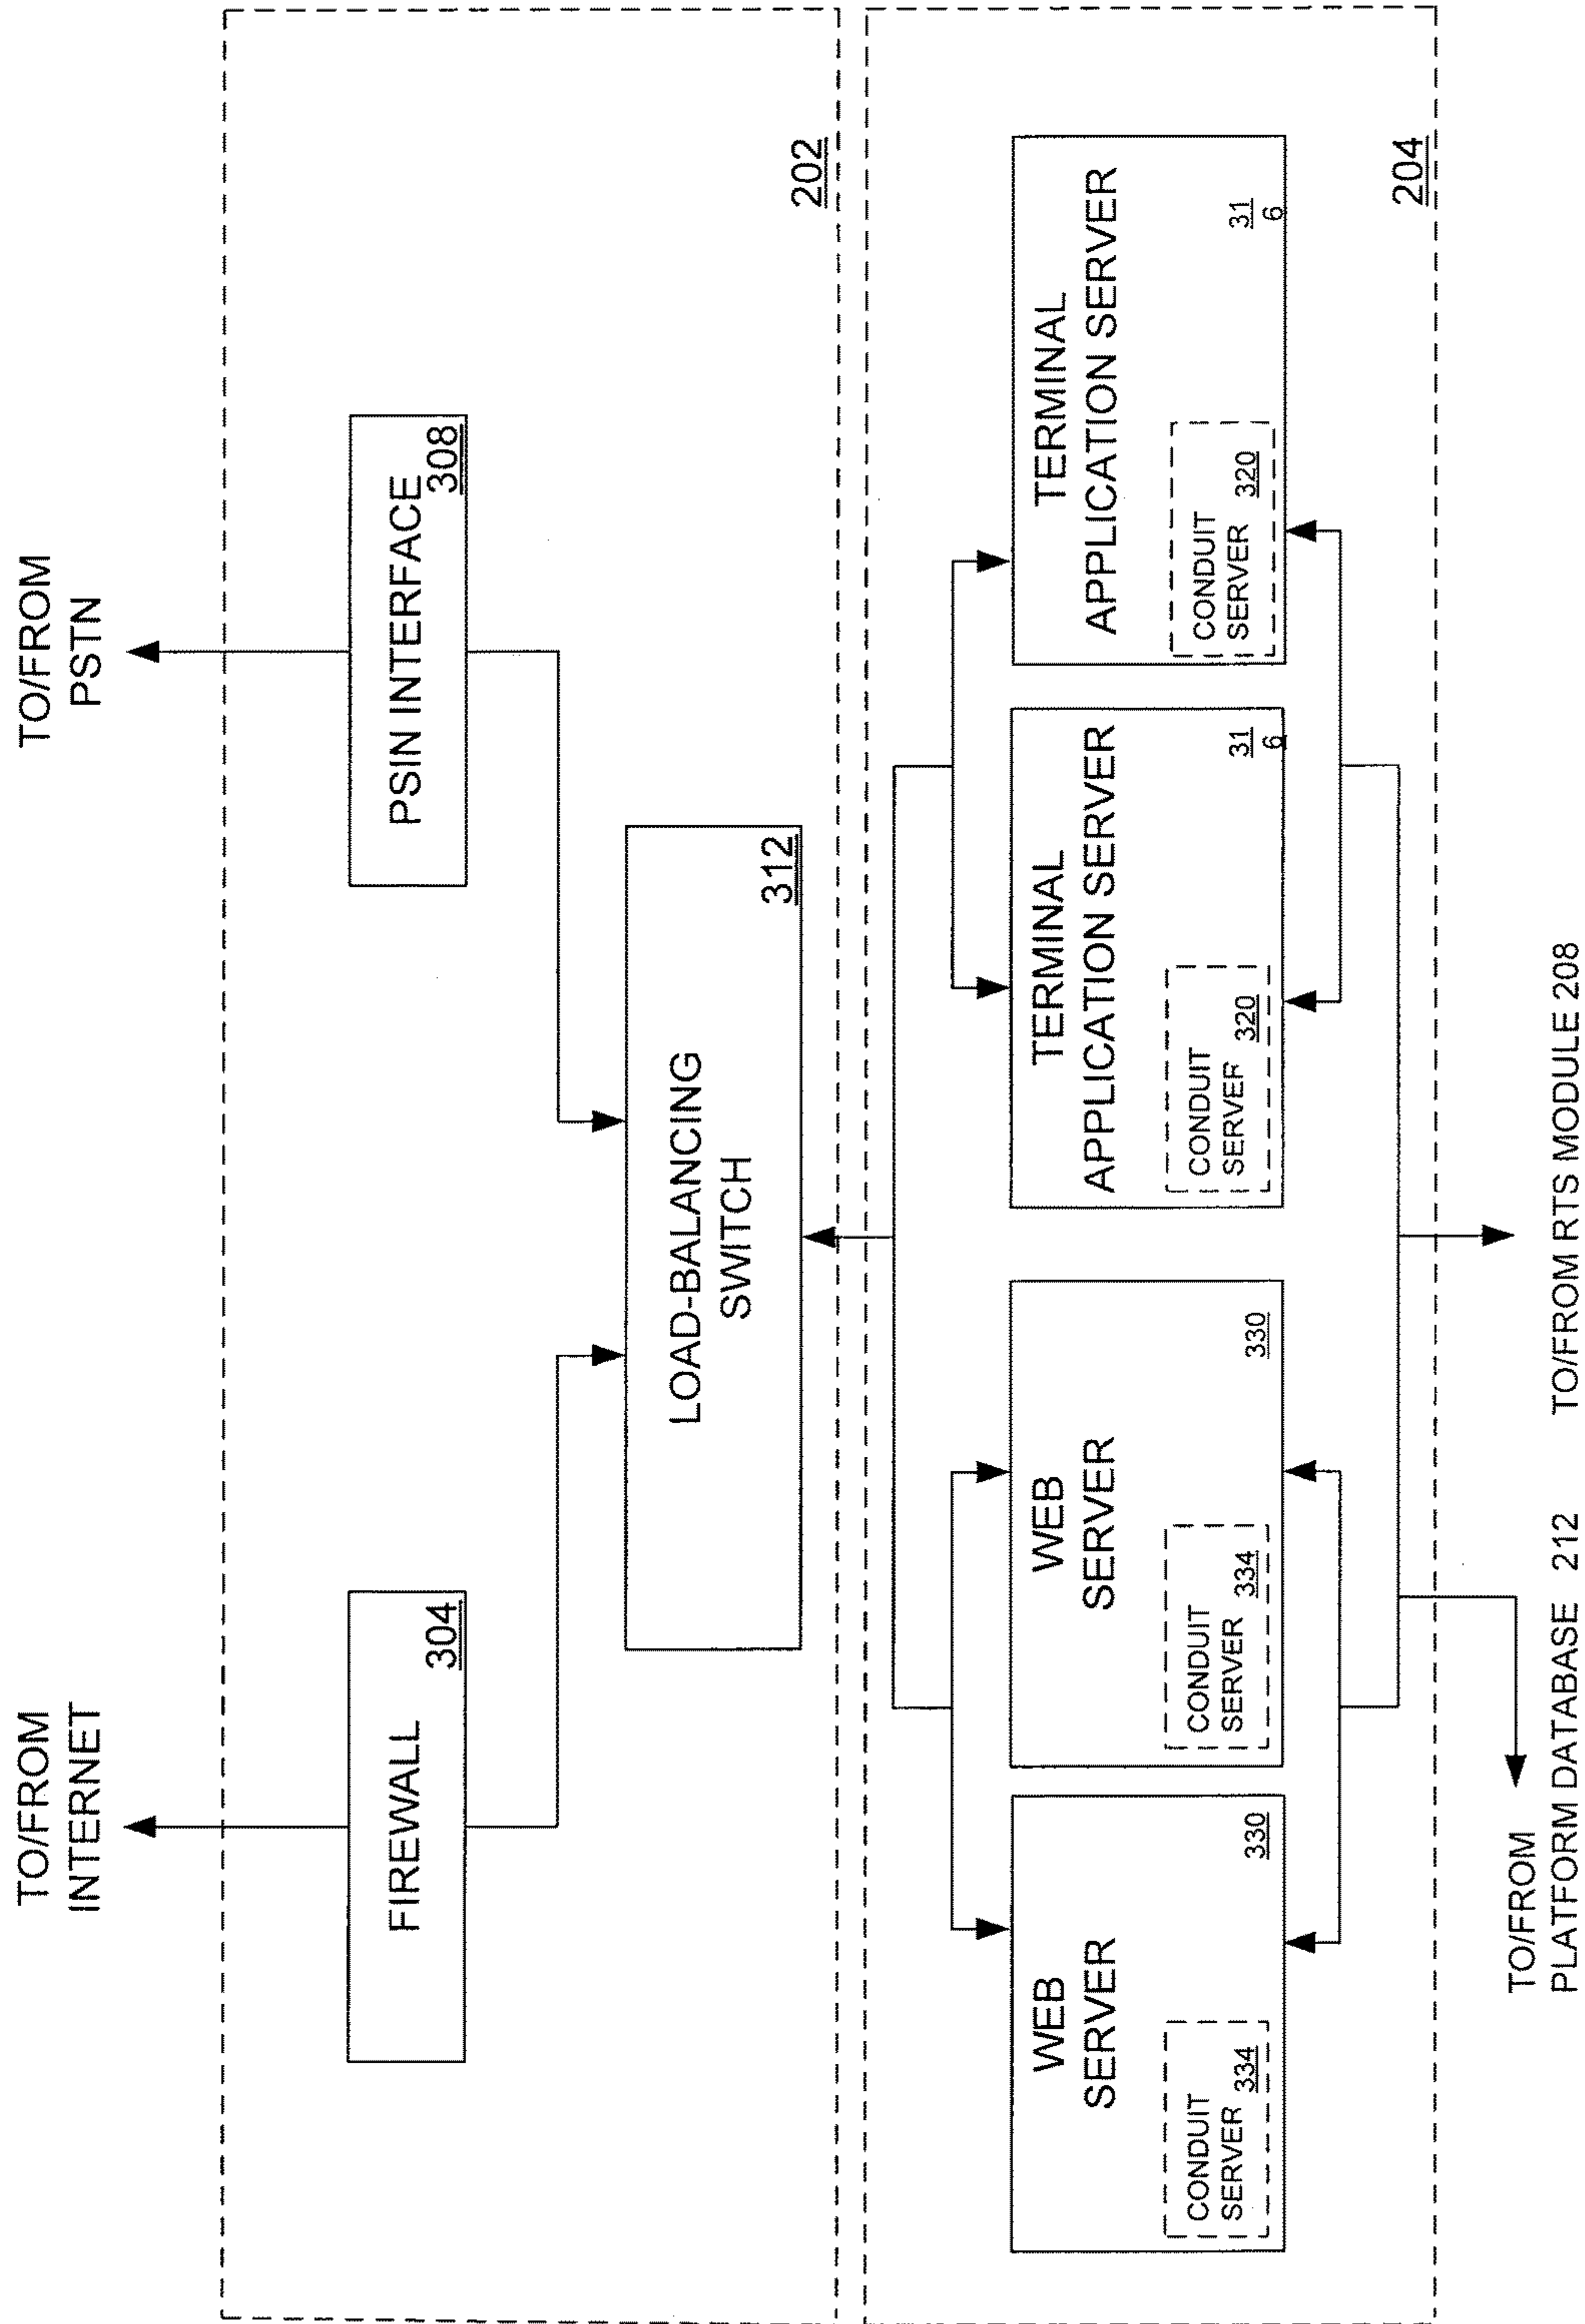 TO/FROM
INTERNET
TO/FROM
PSTN
FIREWALL
304
PSIN INTERFACE
308
LOAD-BALANCING
SWITCH
312
202
WEB
SERVER
330
CONDUIT
SERVER 334
WEB
SERVER
330
CONDUIT
SERVER 334
TERMINAL
APPLICATION SERVER
31
6
CONDUIT
SERVER 320
TERMINAL
APPLICATION SERVER
31
6
CONDUIT
SERVER 320
204
TO/FROM
PLATFORM DATABASE 212
TO/FROM RTS MODULE 208